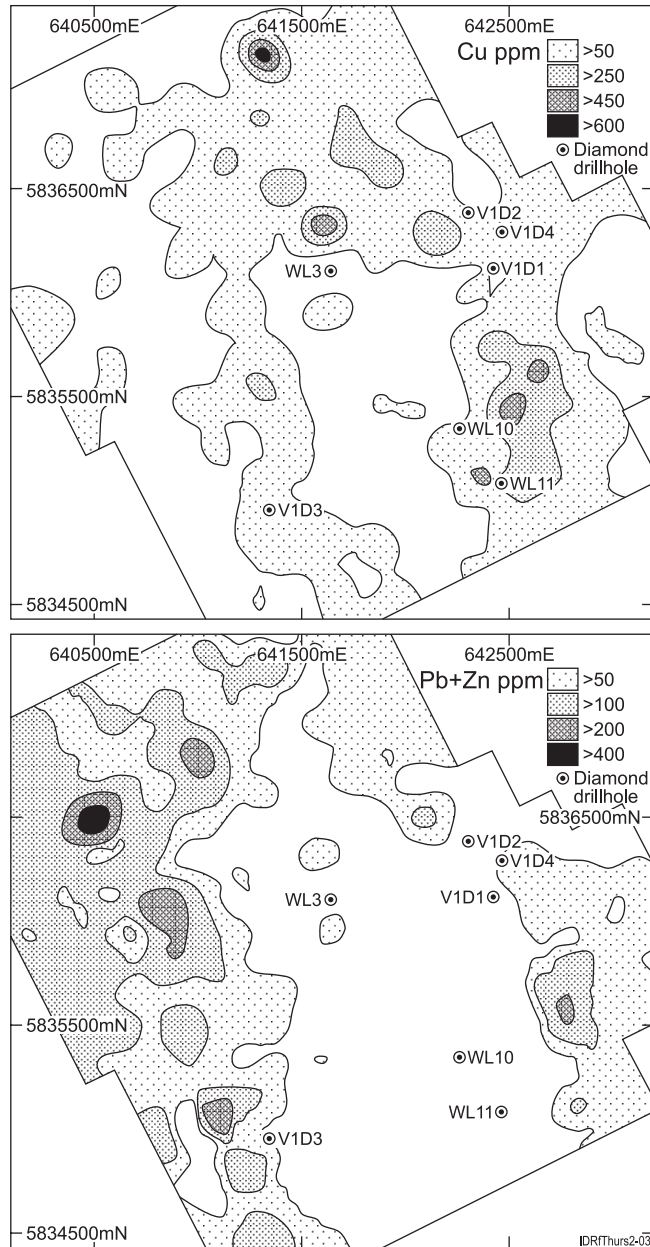 640500mE 641500mE 642500mE
Cu ppm
>50
>250
>450
>600
Diamond
drillhole
5836500mN
V1D2
V1D4
WL3
V1D1
5835500mN
WL10
WL11
V1D3
5834500mN
640500mE 641500mE 642500mE
Pb+Zn ppm
>50
>100
>200
>400
Diamond
drillhole
5836500mN
V1D2
V1D4
WL3
V1D1
5835500mN
WL10
WL11
V1D3
5834500mN
IDRfThurs2-03